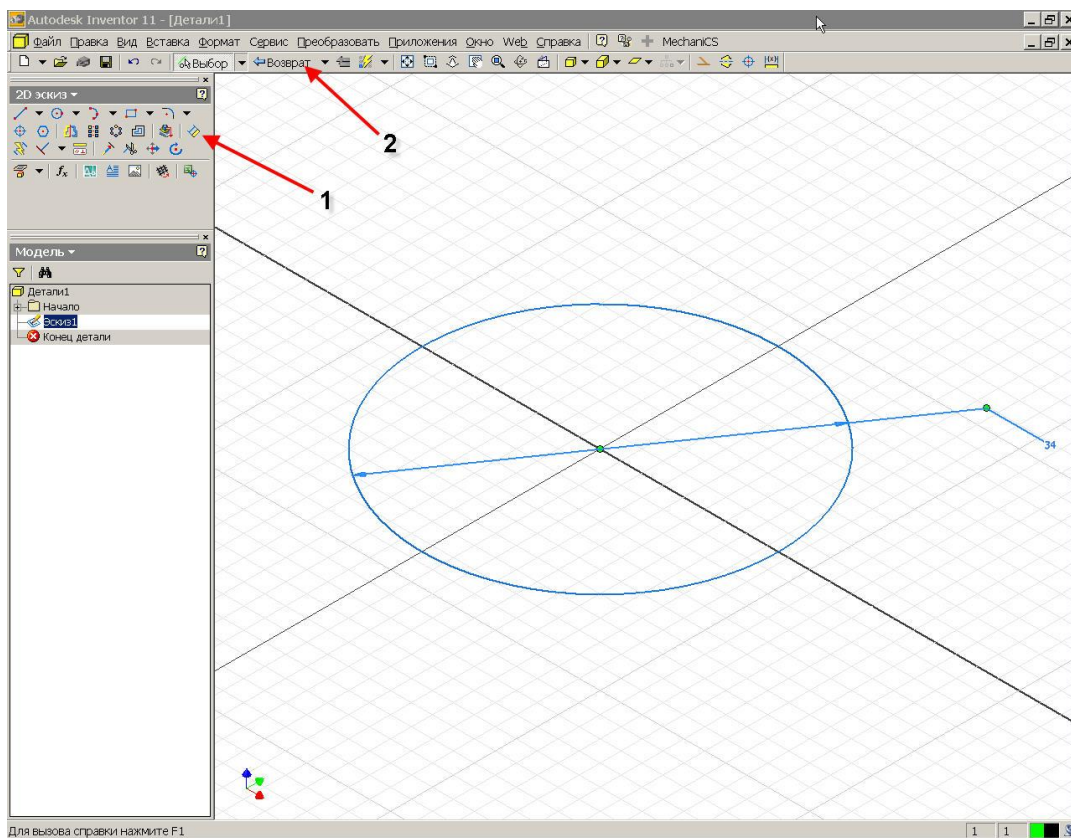 Autodesk Inventor 11 - [Детали1]
Файл Правка Вид Вставка Формат Сервис Преобразовать Приложения Окно Web Справка MechaniCS
Выбор Возврат
2D эскиз
2
1
fx
Модель
Детали1
Начало
Эскиз1
Конец детали
34
Для вызова справки нажмите F1
1 1